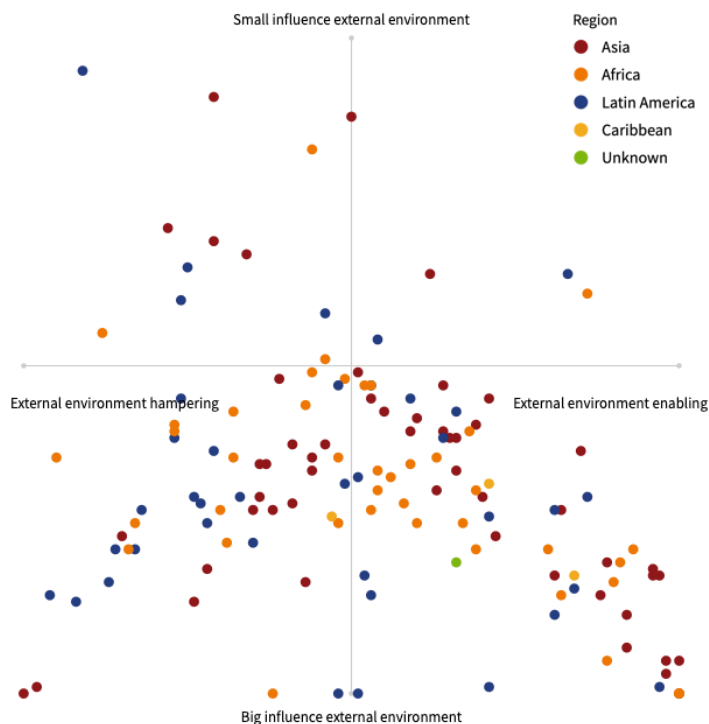 Small influence external environment
Region
Asia
Africa
Latin America
Caribbean
Unknown
External environment hampering
External environment enabling
Big influence external environment